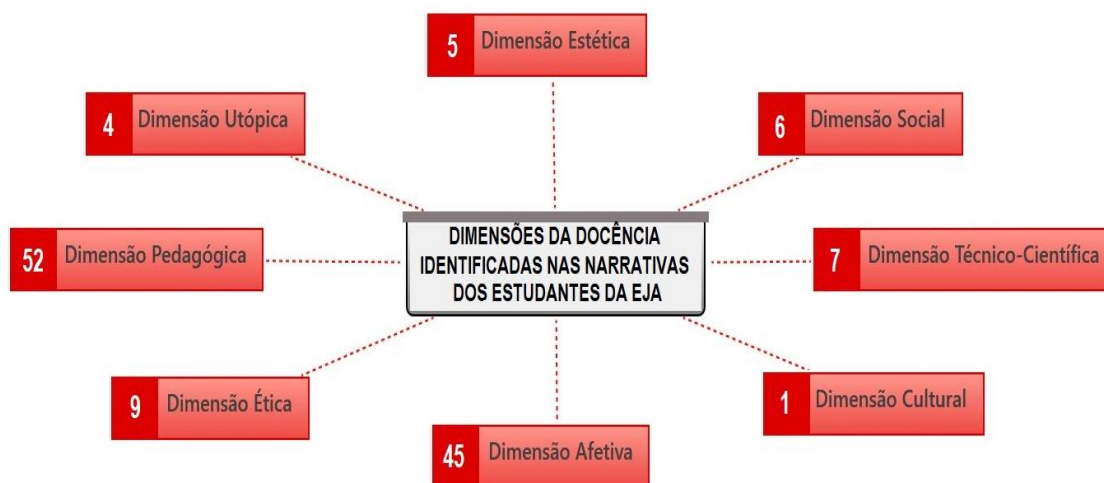 5 Dimensão Estética
4 Dimensão Utópica
6 Dimensão Social
DIMENSÕES DA DOCÊNCIA
IDENTIFICADAS NAS NARRATIVAS
DOS ESTUDANTES DA EJA
52 Dimensão Pedagógica
7 Dimensão Técnico-Científica
9 Dimensão Ética
1 Dimensão Cultural
45 Dimensão Afetiva